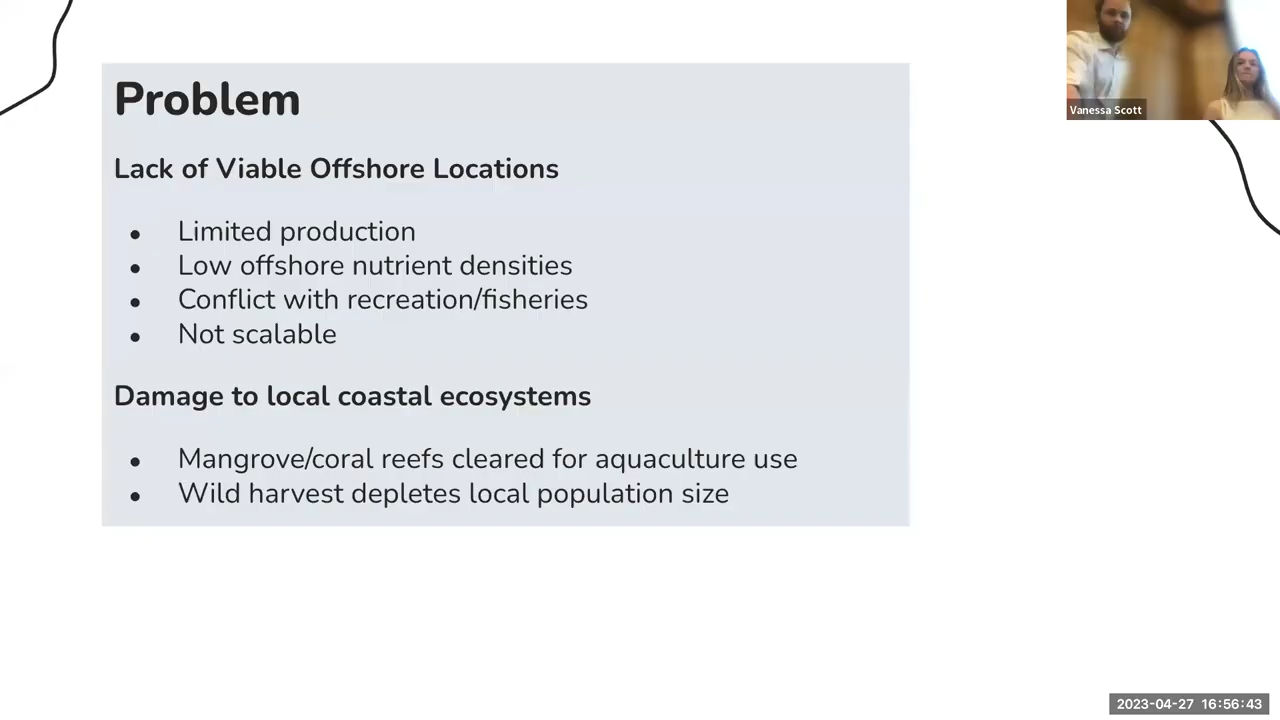 Problem
Lack of Viable Offshore Locations
● Limited production
● Low offshore nutrient densities
● Conflict with recreation/fisheries
● Not scalable
Damage to local coastal ecosystems
● Mangrove/coral reefs cleared for aquaculture use
● Wild harvest depletes local population size
Vanessa Scott
2023-04-27 16:56:43